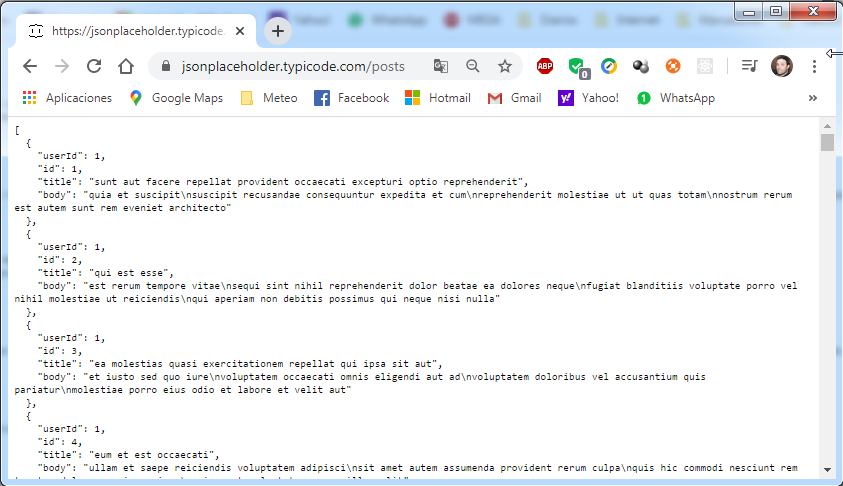 Yahoo!
WhatsApp
MEGA
Internet
https://jsonplaceholder.typicode.
jsonplaceholder.typicode.com/posts
ABP
0
Aplicaciones
Google Maps
Meteo
Facebook
Hotmail
Gmail
Yahoo!
1
WhatsApp
»
[
{
"userId": 1,
"id": 1,
"title": "sunt aut facere repellat provident occaecati excepturi optio reprehenderit",
"body": "quia et suscipit\nsuscipit recusandae consequuntur expedita et cum\nreprehenderit molestiae ut ut quas totam\nnostrum rerum
est autem sunt rem eveniet architecto"
},
{
"userId": 1,
"id": 2,
"title": "qui est esse",
"body": "est rerum tempore vitae\nsequi sint nihil reprehenderit dolor beatae ea dolores neque\nfugiat blanditiis voluptate porro vel
nihil molestiae ut reiciendis\nqui aperiam non debitis possimus qui neque nisi nulla"
},
{
"userId": 1,
"id": 3,
"title": "ea molestias quasi exercitationem repellat qui ipsa sit aut",
"body": "et iusto sed quo iure\nvoluptatem occaecati omnis eligendi aut ad\nvoluptatem doloribus vel accusantium quis
pariatur\nmolestiae porro eius odio et labore et velit aut"
},
{
"userId": 1,
"id": 4,
"title": "eum et est occaecati",
"body": "ullam et saepe reiciendis voluptatem adipisci\nsit amet autem assumenda provident rerum culpa\nquis hic commodi nesciunt rem